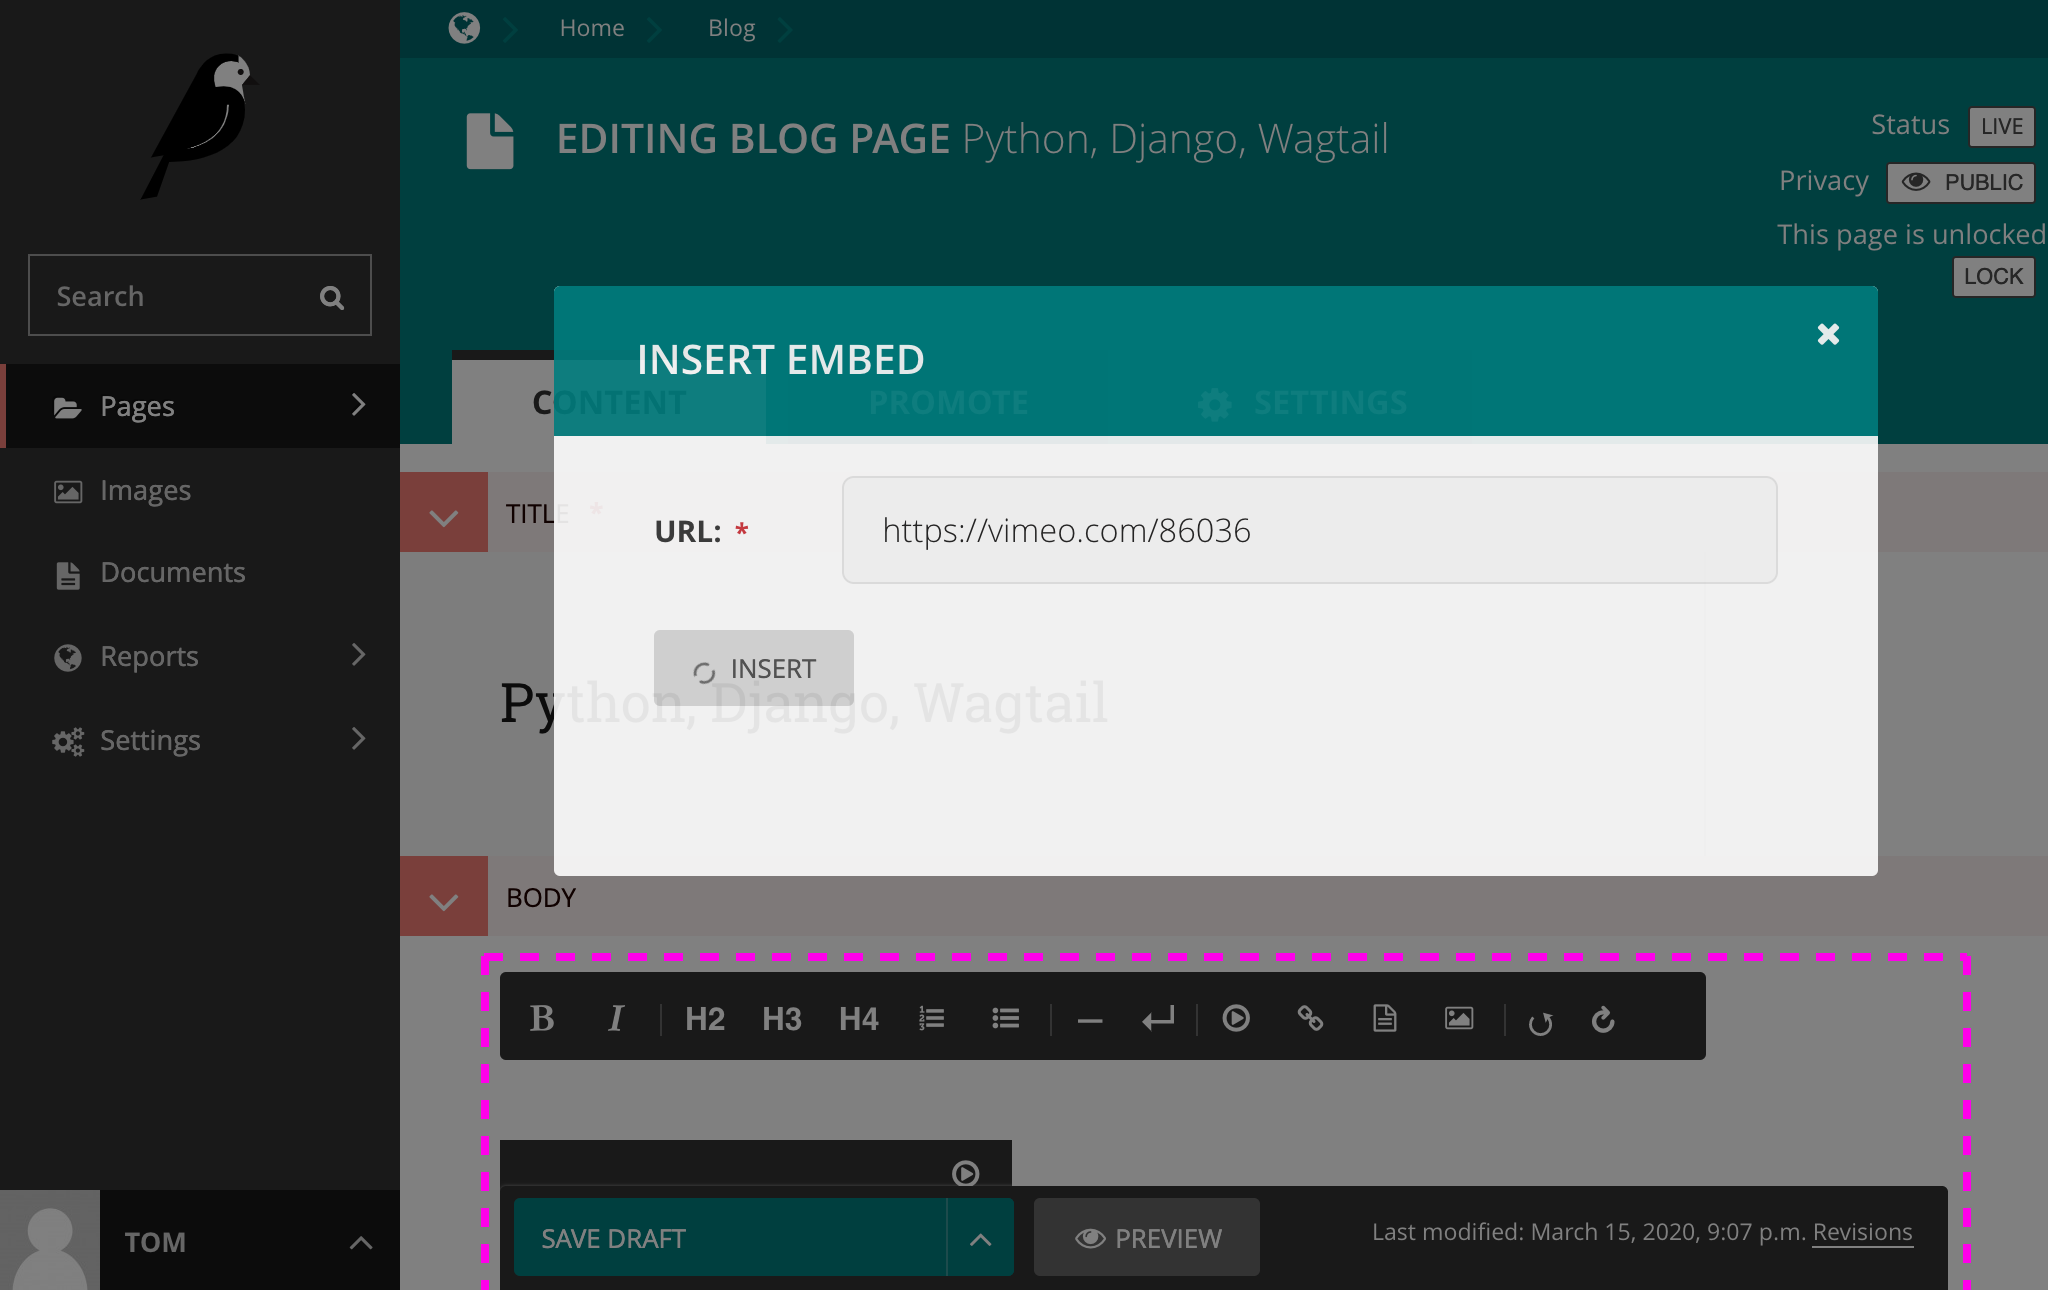 Home
Blog
EDITING BLOG PAGE Python, Django, Wagtail
Status LIVE
Privacy PUBLIC
This page is unlocked
LOCK
Search
Pages
Images
Documents
Reports
Settings
TOM
INSERT EMBED
CONTENT
PROMOTE
SETTINGS
TITLE *
URL: *
https://vimeo.com/86036
INSERT
Python, Django, Wagtail
BODY
B I H2 H3 H4
SAVE DRAFT
PREVIEW
Last modified: March 15, 2020, 9:07 p.m. Revisions